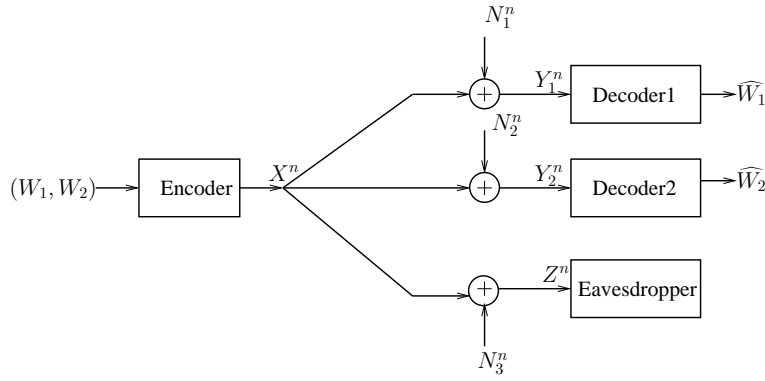 $N_1^n$
$Y_1^n$
Decoder1
$\widehat{W_1}$
$N_2^n$
$(W_1, W_2)$
Encoder
$X^n$
$Y_2^n$
Decoder2
$\widehat{W_2}$
$Z^n$
Eavesdropper
$N_3^n$
+
+
+